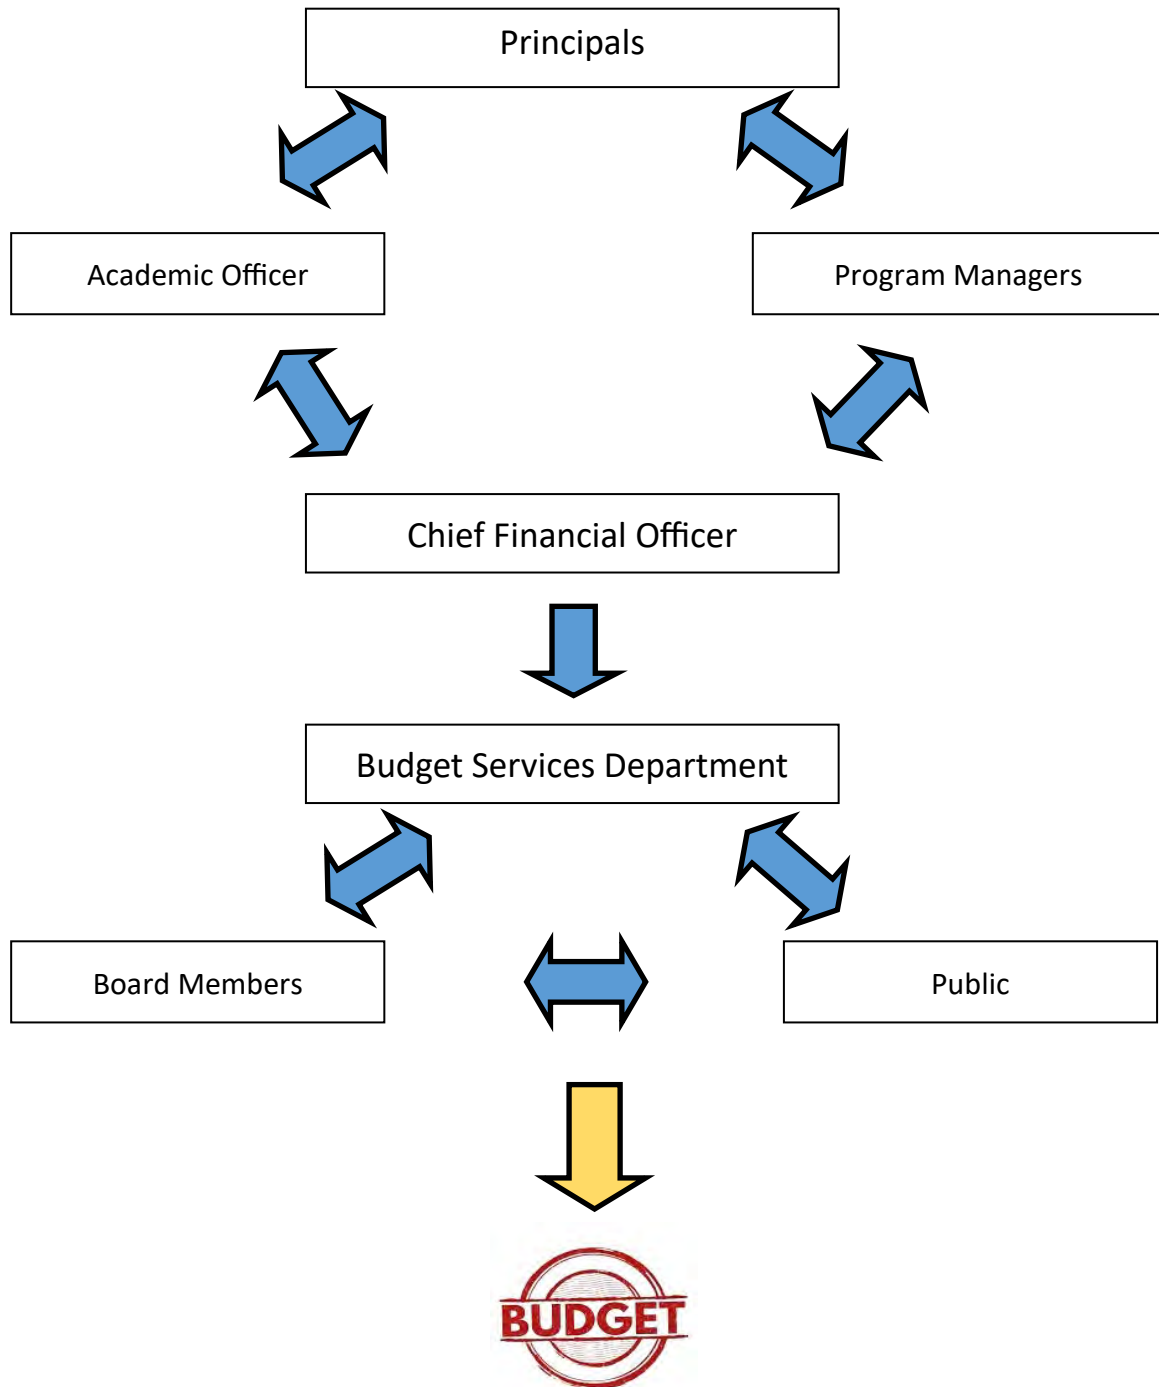 Principals
Academic Officer
Program Managers
Chief Financial Officer
Budget Services Department
Board Members
Public
BUDGET